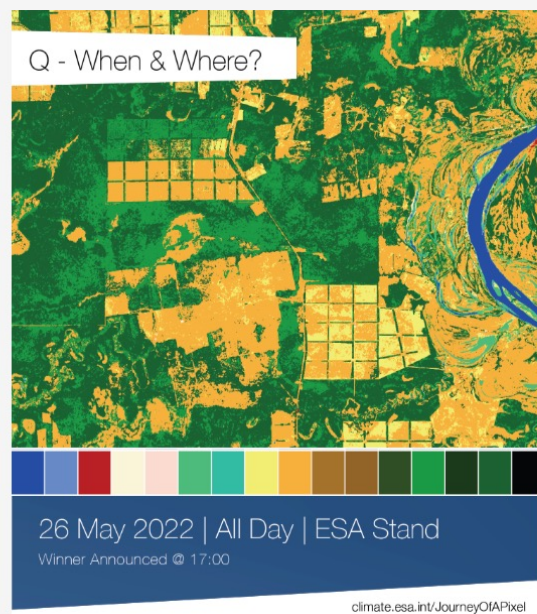 Q - When & Where?
26 May 2022 | All Day | ESA Stand
Winner Announced @ 17:00
climate.esa.int/JourneyOfAPixel